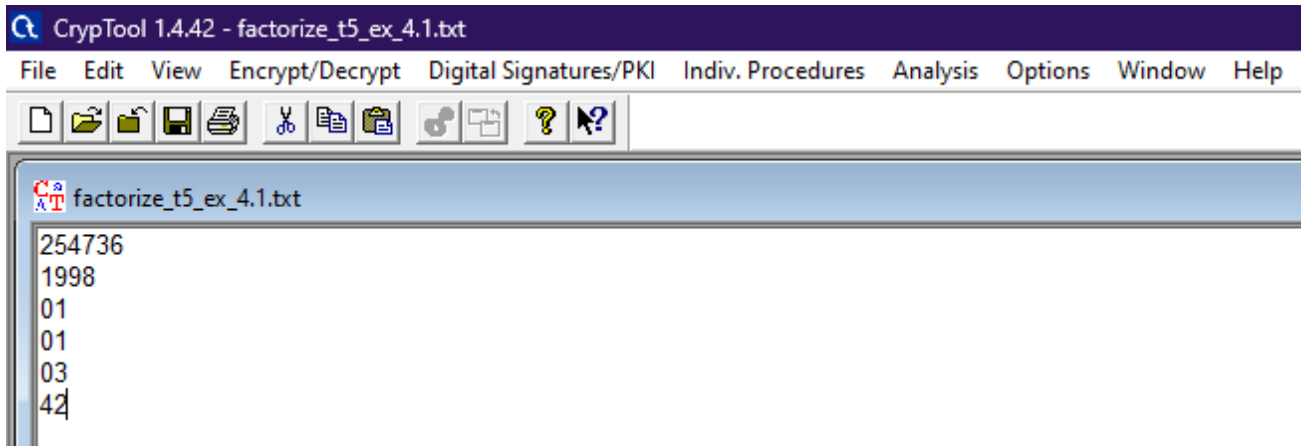 CrypTool 1.4.42 - factorize_t5_ex_4.1.txt
File Edit View Encrypt/Decrypt Digital Signatures/PKI Indiv. Procedures Analysis Options Window Help
factorize_t5_ex_4.1.txt
254736
1998
01
01
03
42